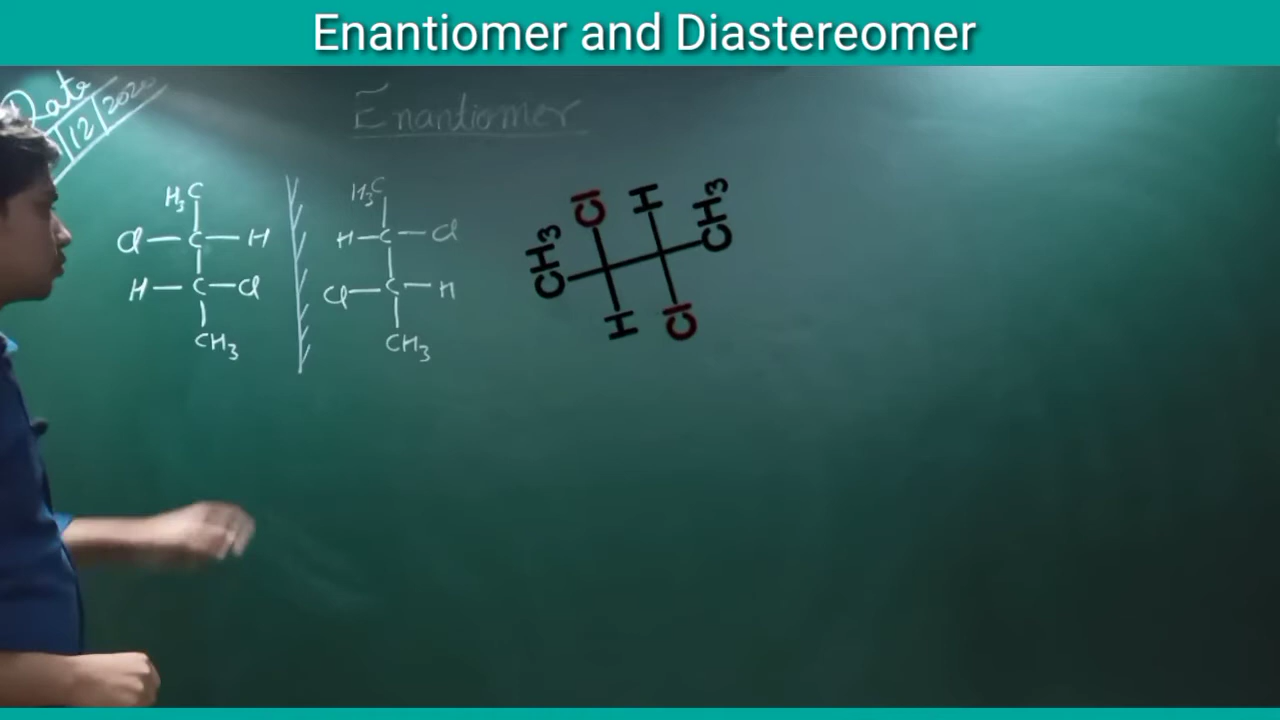 Enantiomer and Diastereomer
Date
/12/2020
Enantiomer
H₃C
Cl—C—H
H—C—Cl
CH₃
H₃C
H—C—Cl
Cl—C—H
CH₃
CH3
Cl
H
CH3
H
Cl